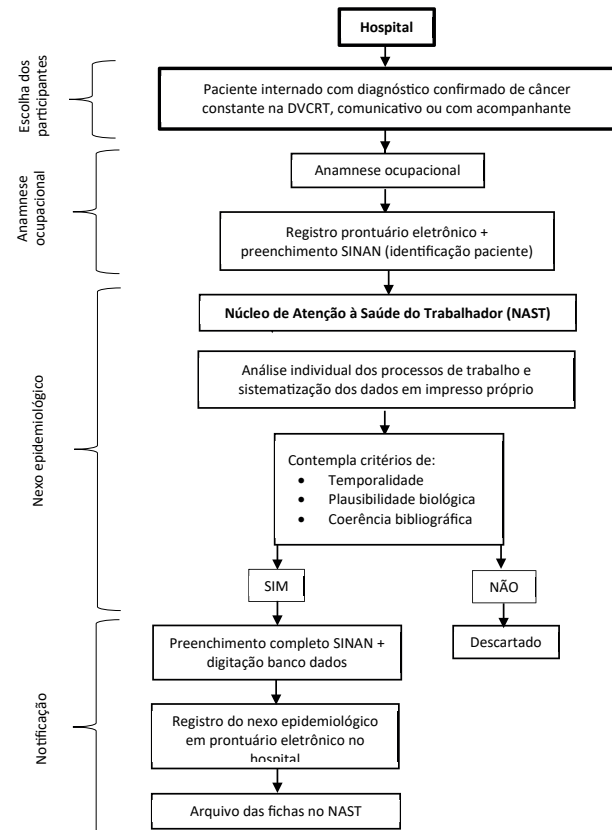 Hospital
Escolha dos
participantes
Paciente internado com diagnóstico confirmado de câncer
constante na DVCRT, comunicativo ou com acompanhante
Anamnese
ocupacional
Anamnese ocupacional
Registro prontuário eletrônico +
preenchimento SINAN (identificação paciente)
Nexo epidemiológico
Núcleo de Atenção à Saúde do Trabalhador (NAST)
Análise individual dos processos de trabalho e
sistematização dos dados em impresso próprio
Contempla critérios de:
• Temporalidade
• Plausibilidade biológica
• Coerência bibliográfica
SIM
NÃO
Descartado
Notificação
Preenchimento completo SINAN +
digitação banco dados
Registro do nexo epidemiológico
em prontuário eletrônico no
hospital
Arquivo das fichas no NAST